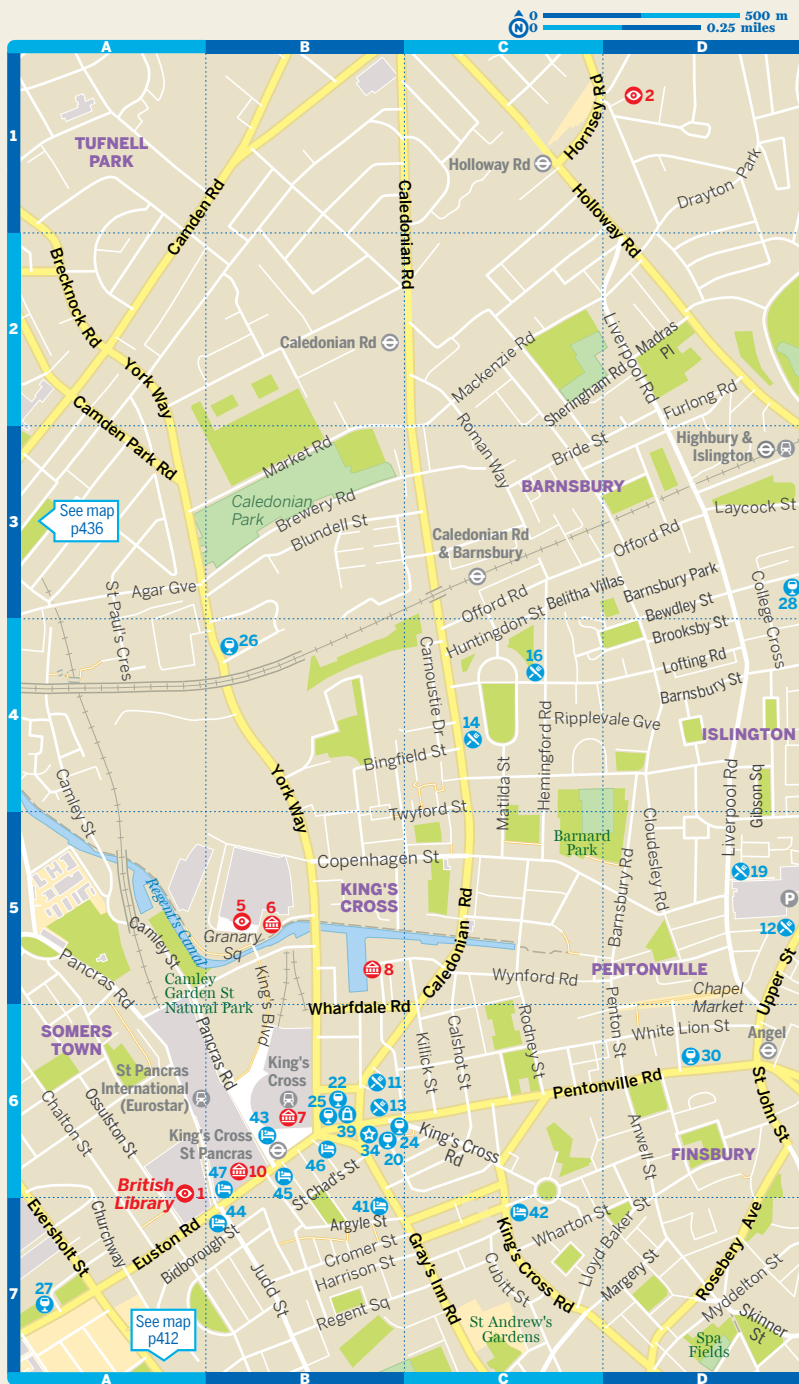 0 500 m
N 0 0.25 miles
A B C D
1
TUFNELL
PARK
Camden Rd
Caledonian Rd
Holloway Rd
Hornsey Rd
2
Drayton Park
Holloway Rd
2
Brecknock Rd
York Way
Caledonian Rd
Mackenzie Rd
Liverpool Rd
Madras
Pl
Sheringham Rd
Furlong Rd
Camden Park Rd
Market Rd
Roman Way
Bride St
Highbury &
Islington
3
See map
p436
Caledonian
Park
Brewery Rd
Blundell St
BARNSBURY
Laycock St
Caledonian Rd
& Barnsbury
Offord Rd
Agar Gve
St Paul's Cres
Offord Rd
Belitha Villas
Barnsbury Park
College Cross
28
Huntingdon St
Bewdley St
Brooksby St
26
Carnoustie Dr
16
Lofting Rd
Barnsbury St
4
14
Ripplevale Gve
ISLINGTON
Bingfield St
Hemingford Rd
Matilda St
York Way
Camley St
Twyford St
Liverpool Rd
Gibson Sq
Cloudesley Rd
Barnard
Park
Copenhagen St
Barnsbury Rd
19
KING'S
CROSS
5
Regent's Canal
5
6
P
12
Granary
Sq
Camley St
Caledonian Rd
8
Wynford Rd
PENTONVILLE
Upper St
Pancras Rd
Camley
Garden St
Natural Park
King's Blvd
Wharfdale Rd
Chapel
Market
SOMERS
TOWN
Pancras Rd
Killick St
Calshot St
Rodney St
Penton St
White Lion St
Angel
30
King's
Cross
St Pancras
International
(Eurostar)
6
22
11
25
13
7
Pentonville Rd
St John St
Chalton St
Ossulston St
43
39
34
24
20
King's Cross
Rd
Anwell St
King's Cross
St Pancras
FINSBURY
47
10
46
45
St Chad's St
British
Library
1
44
41
42
Eversholt St
Churchway
Euston Rd
Bidborough St
Argyle St
Wharton St
Lloyd Baker St
Rosebery Ave
Cromer St
Harrison St
Gray's Inn Rd
King's Cross Rd
Cubitt St
Margery St
Myddelton St
Skinner
St
27
7
Judd St
Regent Sq
See map
p412
St Andrew's
Gardens
Spa
Fields
A B C D